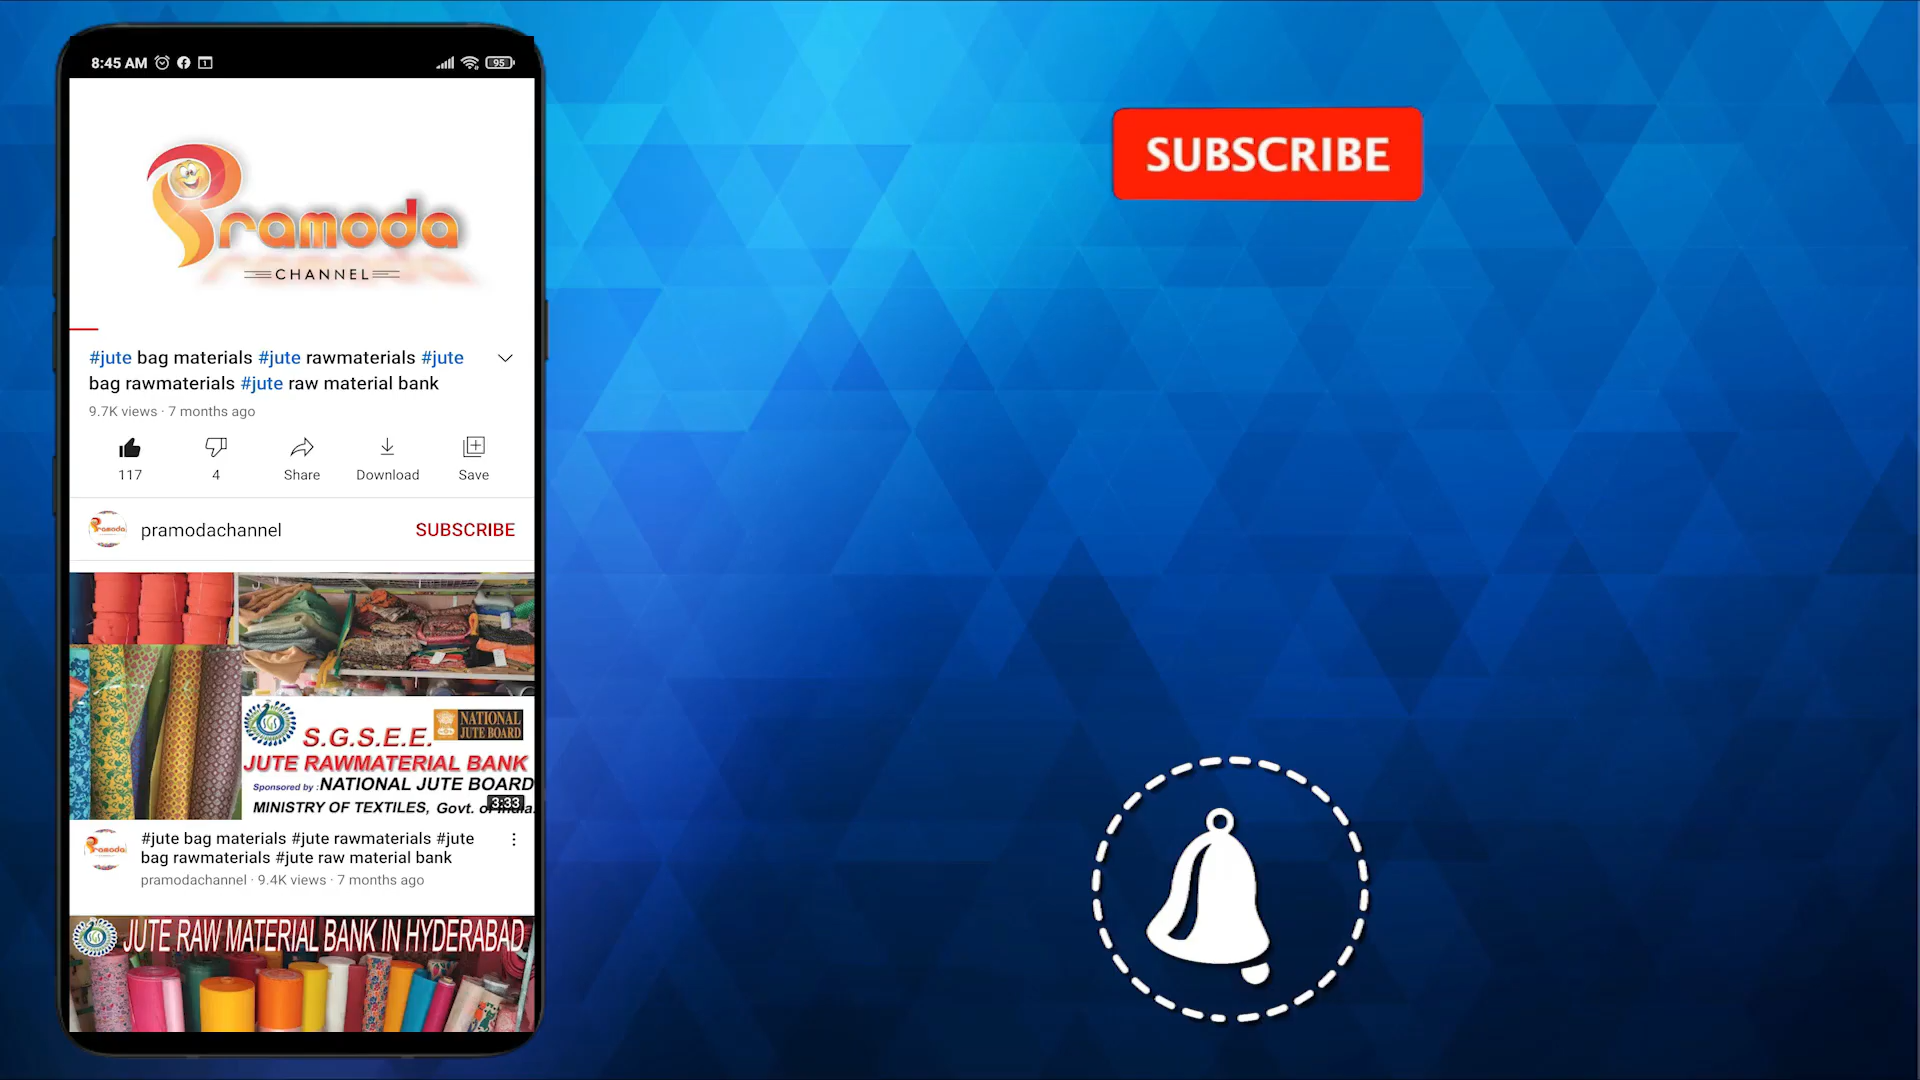 8:45 AM
95
Pramoda
CHANNEL
#jute bag materials #jute rawmaterials #jute
bag rawmaterials #jute raw material bank
9.7K views · 7 months ago
117
4
Share
Download
Save
Pramoda
pramodachannel
SUBSCRIBE
SGS
S.G.S.E.E.
NATIONAL
JUTE BOARD
JUTE RAWMATERIAL BANK
Sponsored by : NATIONAL JUTE BOARD
MINISTRY OF TEXTILES, Govt. of India.
3:33
Pramoda
#jute bag materials #jute rawmaterials #jute
bag rawmaterials #jute raw material bank
pramodachannel · 9.4K views · 7 months ago
SGS
JUTE RAW MATERIAL BANK IN HYDERABAD
SUBSCRIBE